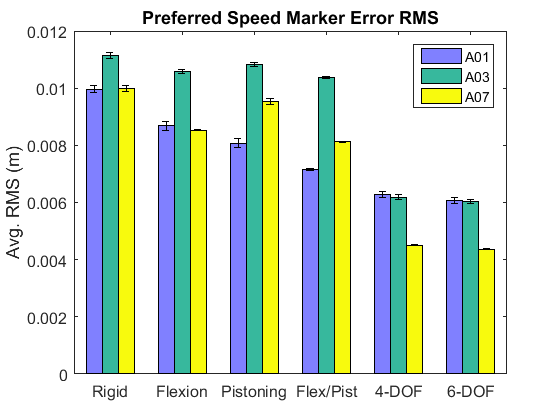 Preferred Speed Marker Error RMS
A01
A03
A07
Avg. RMS (m)
0.012
0.01
0.008
0.006
0.004
0.002
0
Rigid Flexion Pistoning Flex/Pist 4-DOF 6-DOF